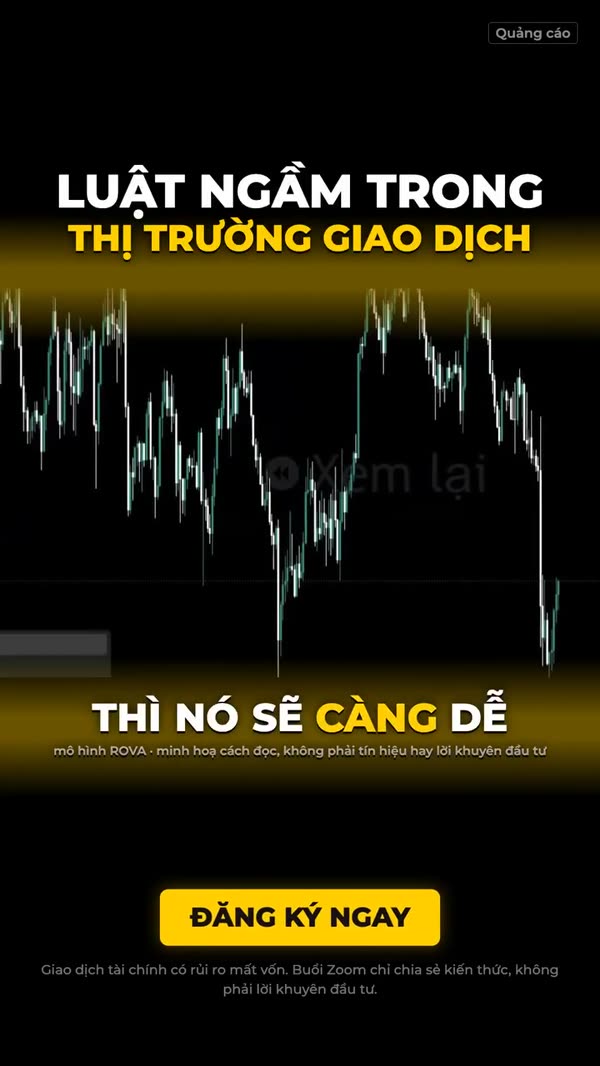 Quảng cáo
LUẬT NGẦM TRONG
THỊ TRƯỜNG GIAO DỊCH
Xem lại
THÌ NÓ SẼ CÀNG DỄ
mô hình ROVA · minh hoạ cách đọc, không phải tín hiệu hay lời khuyên đầu tư
ĐĂNG KÝ NGAY
Giao dịch tài chính có rủi ro mất vốn. Buổi Zoom chỉ chia sẻ kiến thức, không
phải lời khuyên đầu tư.